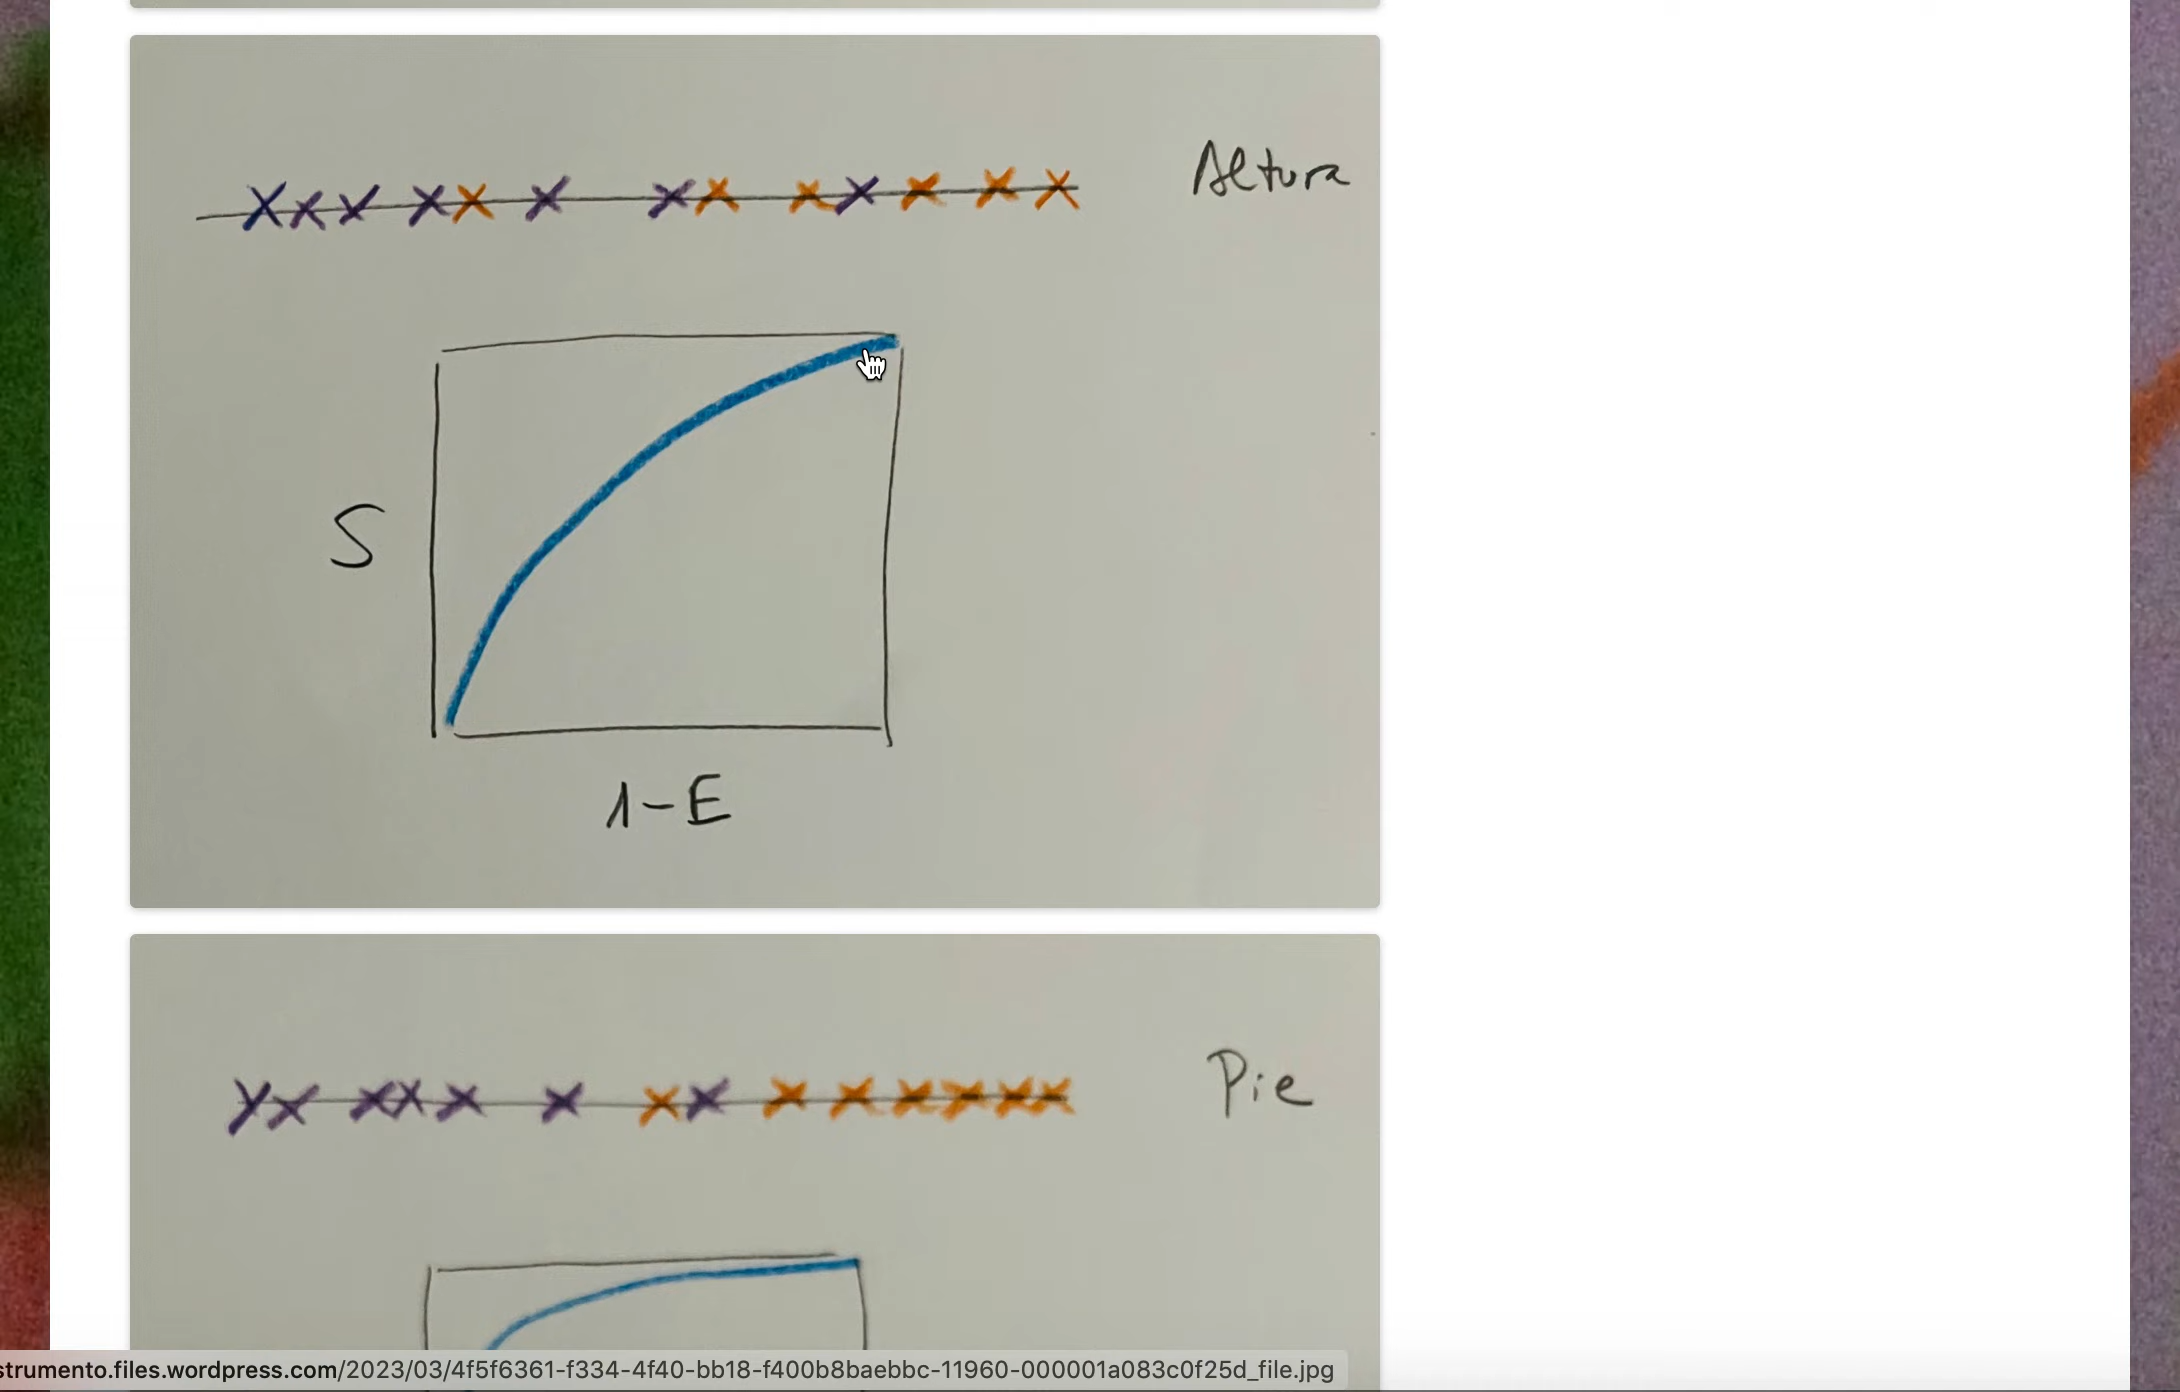 Altura
S
1-E
Pie
strumento.files.wordpress.com/2023/03/4f5f6361-f334-4f40-bb18-f400b8baebbc-11960-000001a083c0f25d_file.jpg